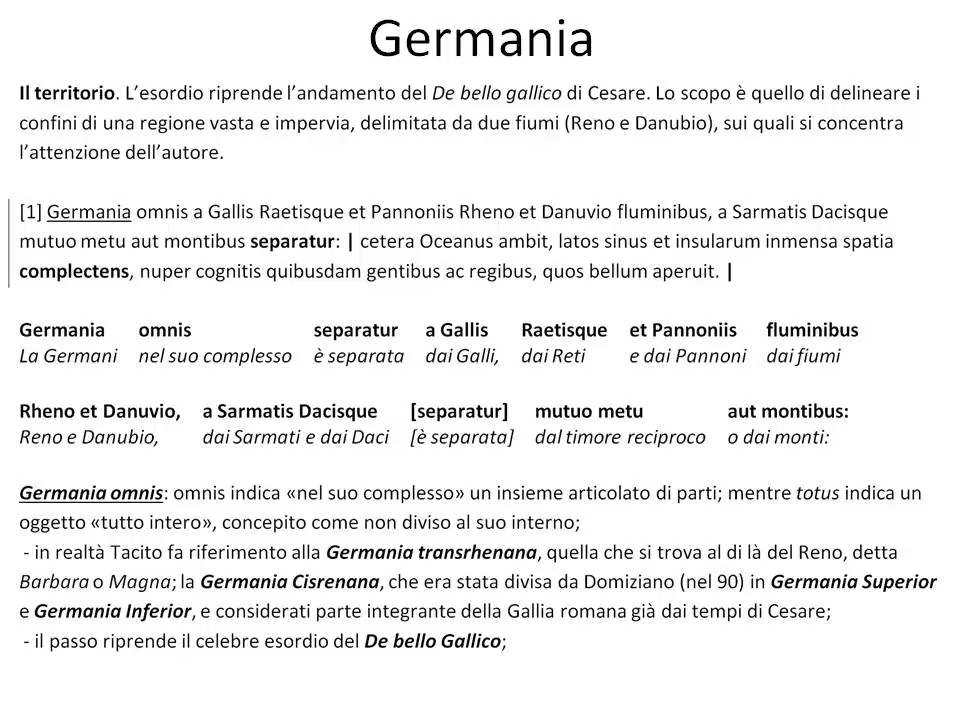 Germania
Il territorio. L’esordio riprende l’andamento del De bello gallico di Cesare. Lo scopo è quello di delineare i
confini di una regione vasta e impervia, delimitata da due fiumi (Reno e Danubio), sui quali si concentra
l’attenzione dell’autore.
[1] Germania omnis a Gallis Raetisque et Pannoniis Rheno et Danuvio fluminibus, a Sarmatis Dacisque
mutuo metu aut montibus separatur: | cetera Oceanus ambit, latos sinus et insularum inmensa spatia
complectens, nuper cognitis quibusdam gentibus ac regibus, quos bellum aperuit. |
Germania omnis separatur a Gallis Raetisque et Pannoniis fluminibus
La Germani nel suo complesso è separata dai Galli, dai Reti e dai Pannoni dai fiumi
Rheno et Danuvio, a Sarmatis Dacisque [separatur] mutuo metu aut montibus:
Reno e Danubio, dai Sarmati e dai Daci [è separata] dal timore reciproco o dai monti:
Germania omnis: omnis indica «nel suo complesso» un insieme articolato di parti; mentre totus indica un
oggetto «tutto intero», concepito come non diviso al suo interno;
- in realtà Tacito fa riferimento alla Germania transrhenana, quella che si trova al di là del Reno, detta
Barbara o Magna; la Germania Cisrenana, che era stata divisa da Domiziano (nel 90) in Germania Superior
e Germania Inferior, e considerati parte integrante della Gallia romana già dai tempi di Cesare;
- il passo riprende il celebre esordio del De bello Gallico;